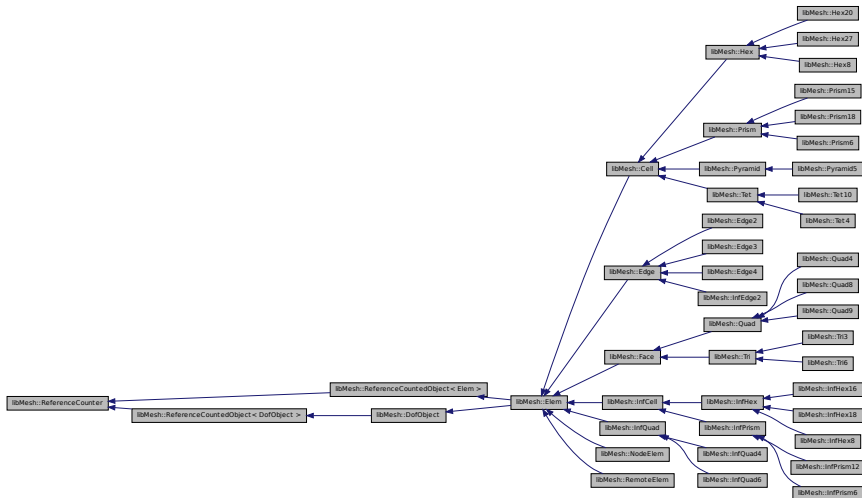 libMesh::Hex20
libMesh::Hex27
libMesh::Hex
libMesh::Hex8
libMesh::Prism15
libMesh::Prism18
libMesh::Prism
libMesh::Prism6
libMesh::Cell
libMesh::Pyramid
libMesh::Pyramid5
libMesh::Tet
libMesh::Tet10
libMesh::Tet4
libMesh::Edge2
libMesh::Edge3
libMesh::Quad4
libMesh::Edge
libMesh::Edge4
libMesh::Quad8
libMesh::InfEdge2
libMesh::Quad9
libMesh::Quad
libMesh::Tri3
libMesh::Face
libMesh::Tri
libMesh::Tri6
libMesh::ReferenceCountedObject< Elem >
libMesh::InfHex16
libMesh::ReferenceCounter
libMesh::Elem
libMesh::InfCell
libMesh::InfHex
libMesh::ReferenceCountedObject< DofObject >
libMesh::DofObject
libMesh::InfHex18
libMesh::InfQuad
libMesh::InfPrism
libMesh::InfHex8
libMesh::NodeElem
libMesh::InfQuad4
libMesh::InfPrism12
libMesh::RemoteElem
libMesh::InfQuad6
libMesh::InfPrism6